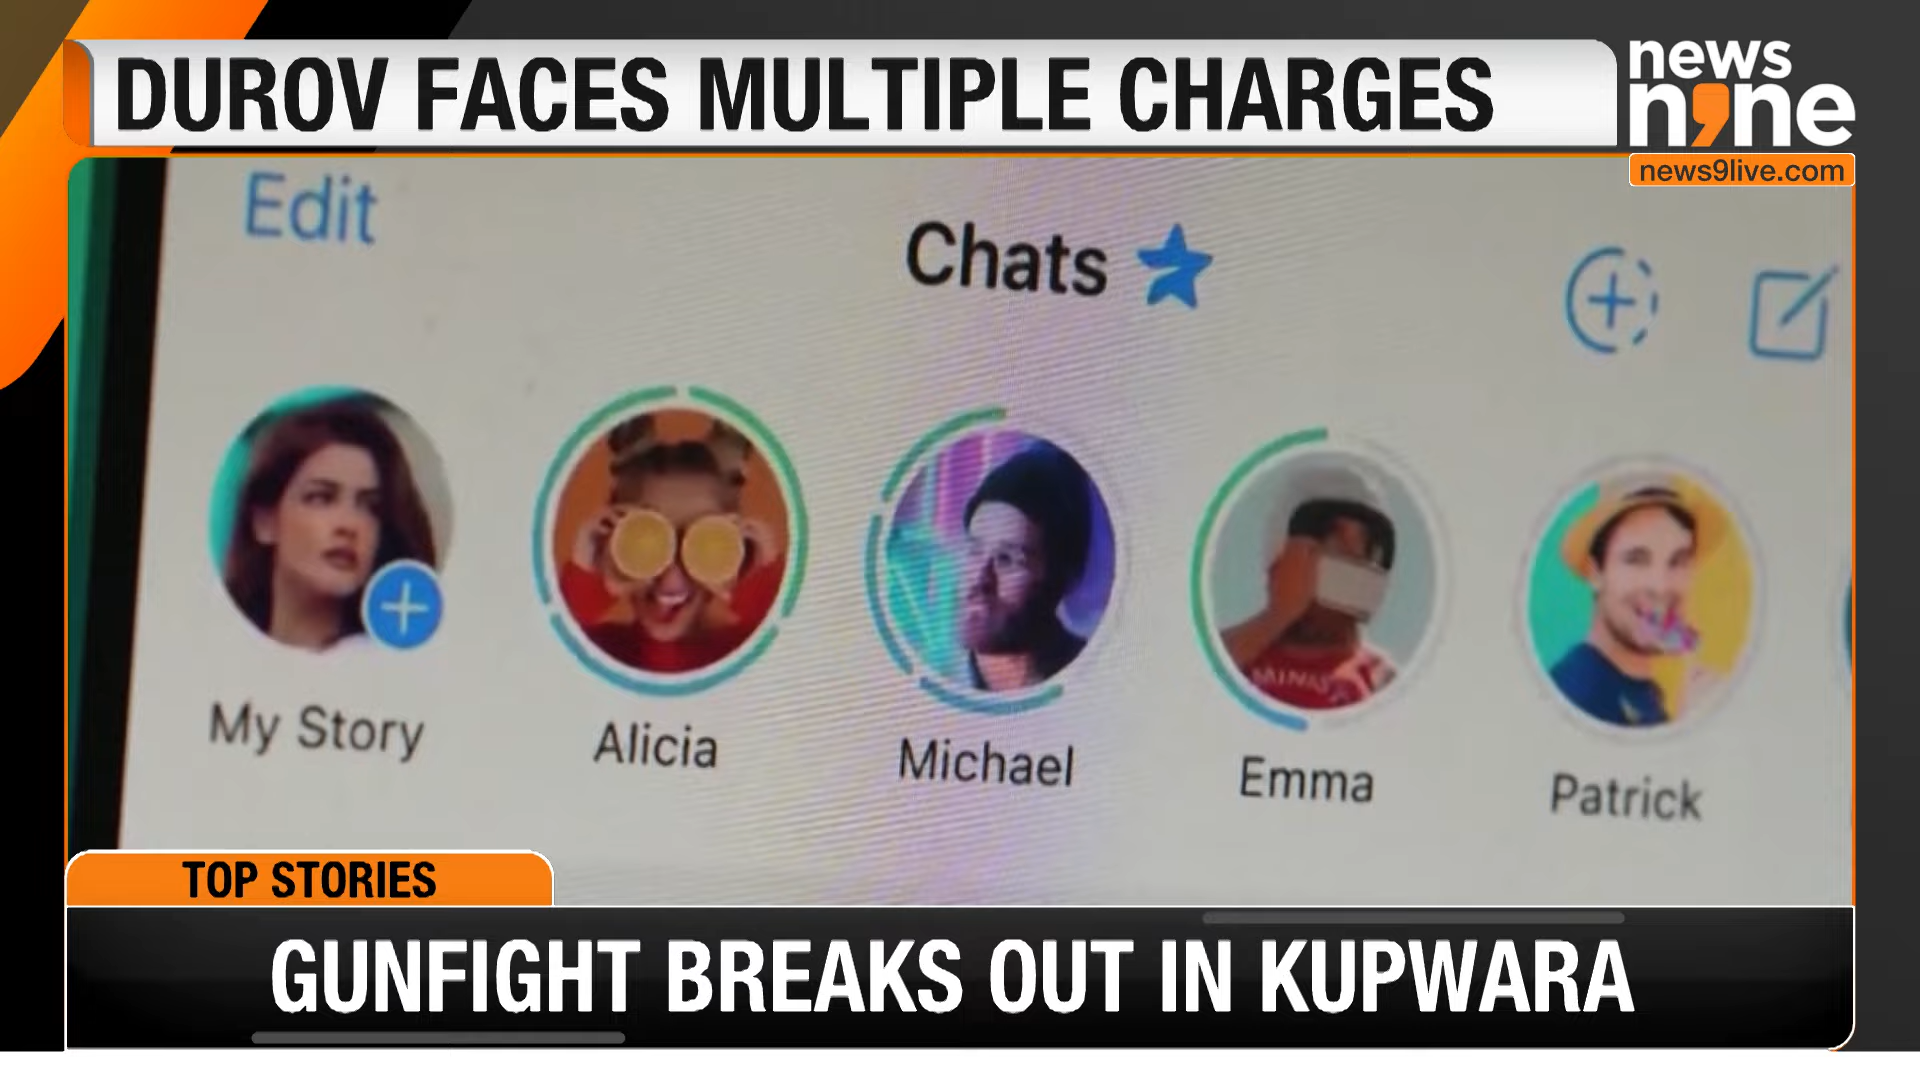 DUROV FACES MULTIPLE CHARGES
news
nine
news9live.com
Edit
Chats
My Story
Alicia
Michael
Emma
Patrick
MINAS
TOP STORIES
GUNFIGHT BREAKS OUT IN KUPWARA